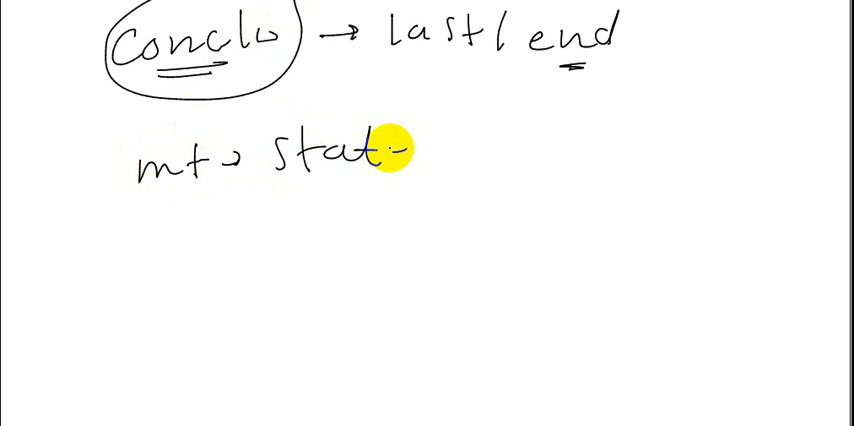 Conclu → last / end
mt → stat-